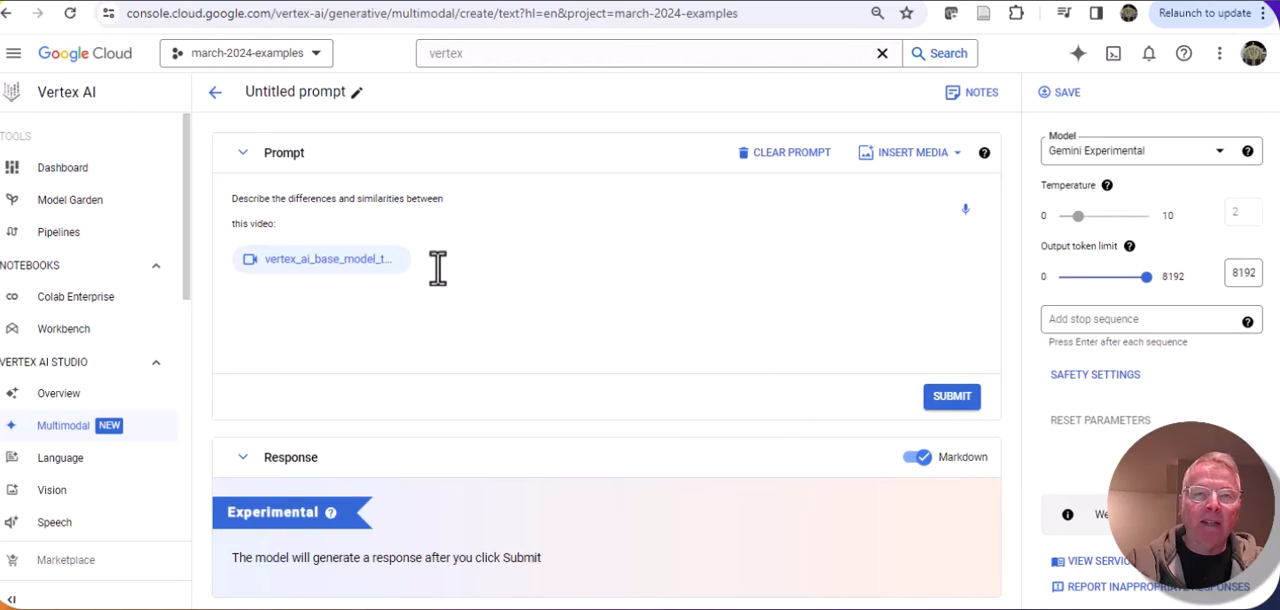 console.cloud.google.com/vertex-ai/generative/multimodal/create/text?hl=en&project=march-2024-examples
Relaunch to update
Google Cloud
march-2024-examples
vertex
Search
Vertex AI
Untitled prompt
NOTES
SAVE
TOOLS
Dashboard
Model Garden
Pipelines
NOTEBOOKS
Colab Enterprise
Workbench
VERTEX AI STUDIO
Overview
Multimodal NEW
Language
Vision
Speech
Marketplace
Prompt
CLEAR PROMPT
INSERT MEDIA
Describe the differences and similarities between
this video:
vertex_ai_base_model_t...
SUBMIT
Response
Markdown
Experimental
The model will generate a response after you click Submit
Model
Gemini Experimental
Temperature
0 10 2
Output token limit
0 8192 8192
Add stop sequence
Press Enter after each sequence
SAFETY SETTINGS
RESET PARAMETERS
We
VIEW SERVIC
REPORT INAPPROPRIATE RESPONSES